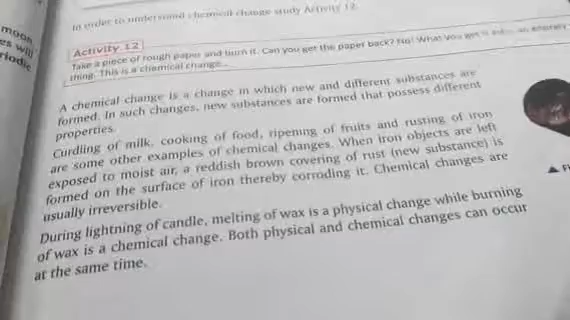 In order to understand chemical change study Activity 12.
moon
es will
riodic
Activity 12
Take a piece of rough paper and burn it. Can you get the paper back? No! What you get is
thing. This is a chemical change.
A chemical change is a change in which new and different substances are
formed. In such changes, new substances are formed that possess different
properties.
Curdling of milk, cooking of food, ripening of fruits and rusting of iron
are some other examples of chemical changes. When iron objects are left
exposed to moist air, a reddish brown covering of rust (new substance) is
formed on the surface of iron thereby corroding it. Chemical changes are
usually irreversible.
During lightning of candle, melting of wax is a physical change while burning
of wax is a chemical change. Both physical and chemical changes can occur
at the same time.